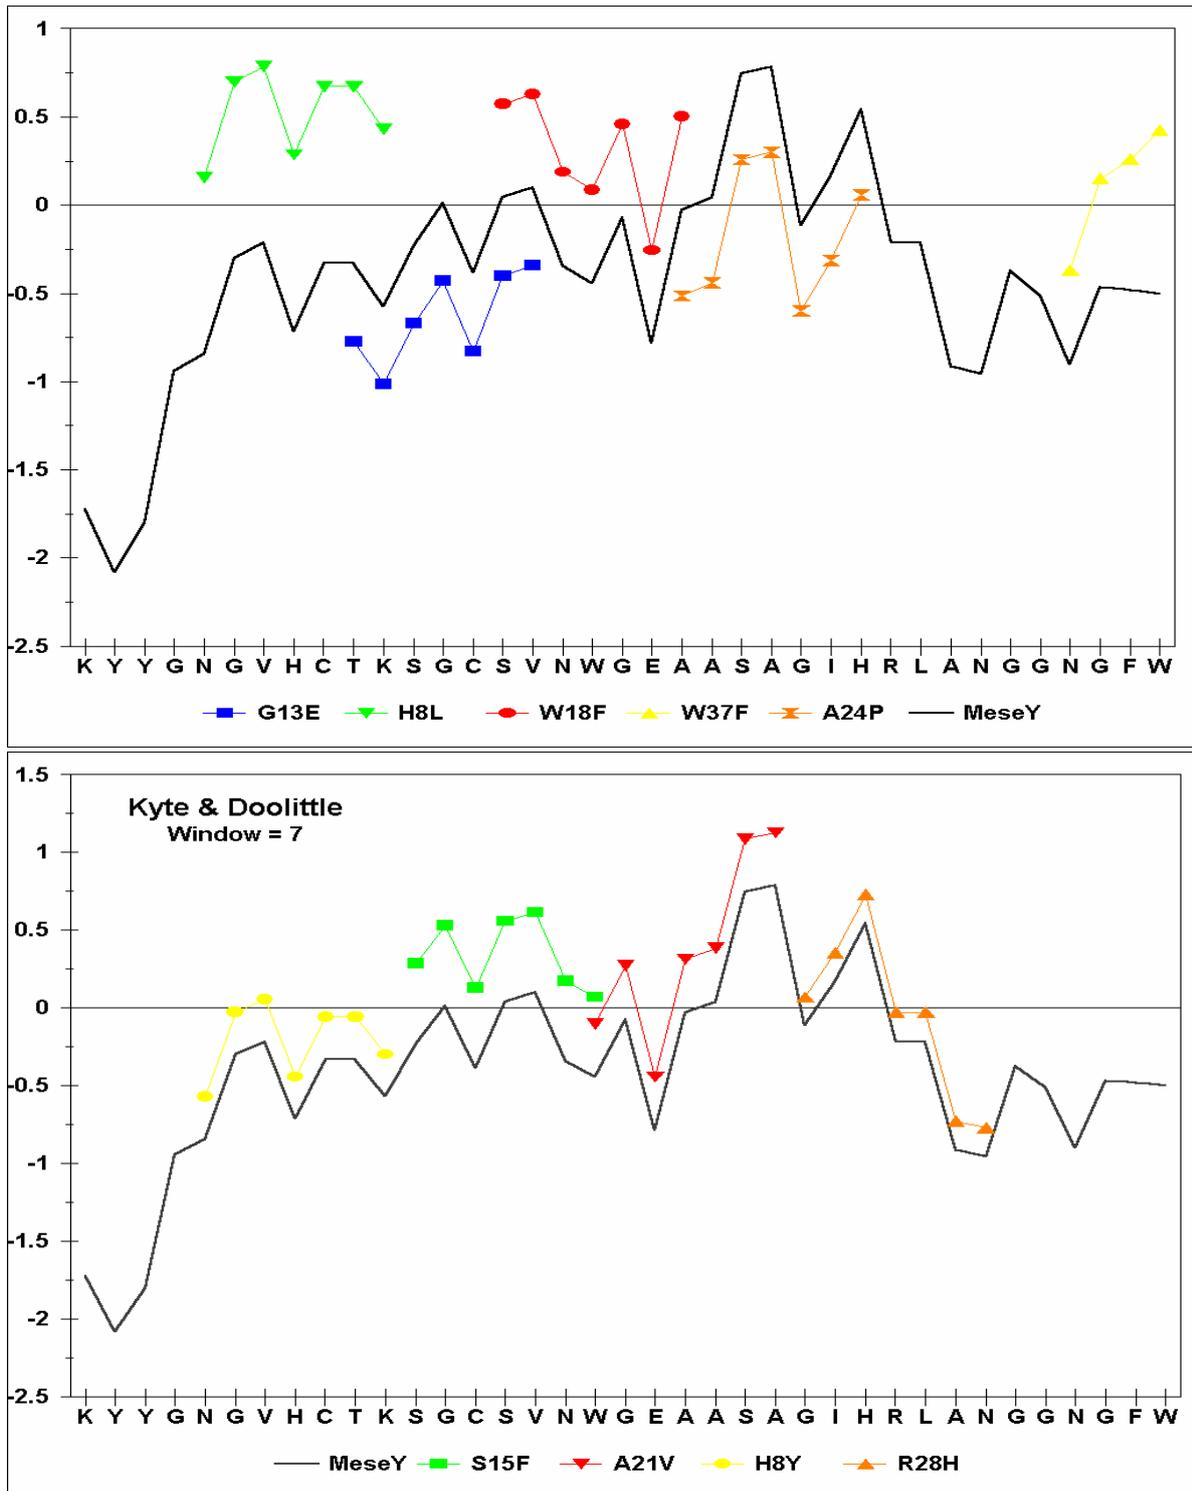 1
0.5
0
-0.5
-1
-1.5
-2
-2.5
K Y Y G N G V H C T K S G C S V N W G E A A S A G I H R L A N G G N G F W
G13E H8L W18F W37F A24P MeseY
1.5
Kyte & Doolittle
Window = 7
1
0.5
0
-0.5
-1
-1.5
-2
-2.5
K Y Y G N G V H C T K S G C S V N W G E A A S A G I H R L A N G G N G F W
MeseY S15F A21V H8Y R28H